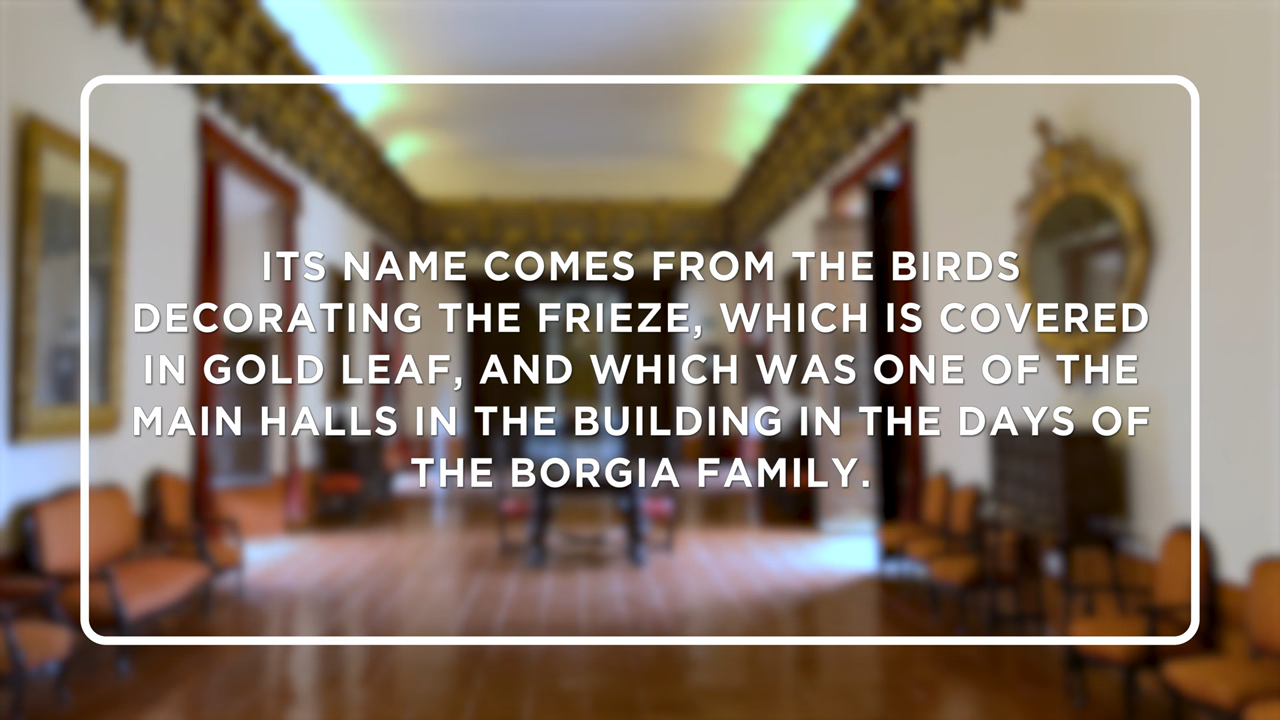 ITS NAME COMES FROM THE BIRDS
DECORATING THE FRIEZE, WHICH IS COVERED
IN GOLD LEAF, AND WHICH WAS ONE OF THE
MAIN HALLS IN THE BUILDING IN THE DAYS OF
THE BORGIA FAMILY.